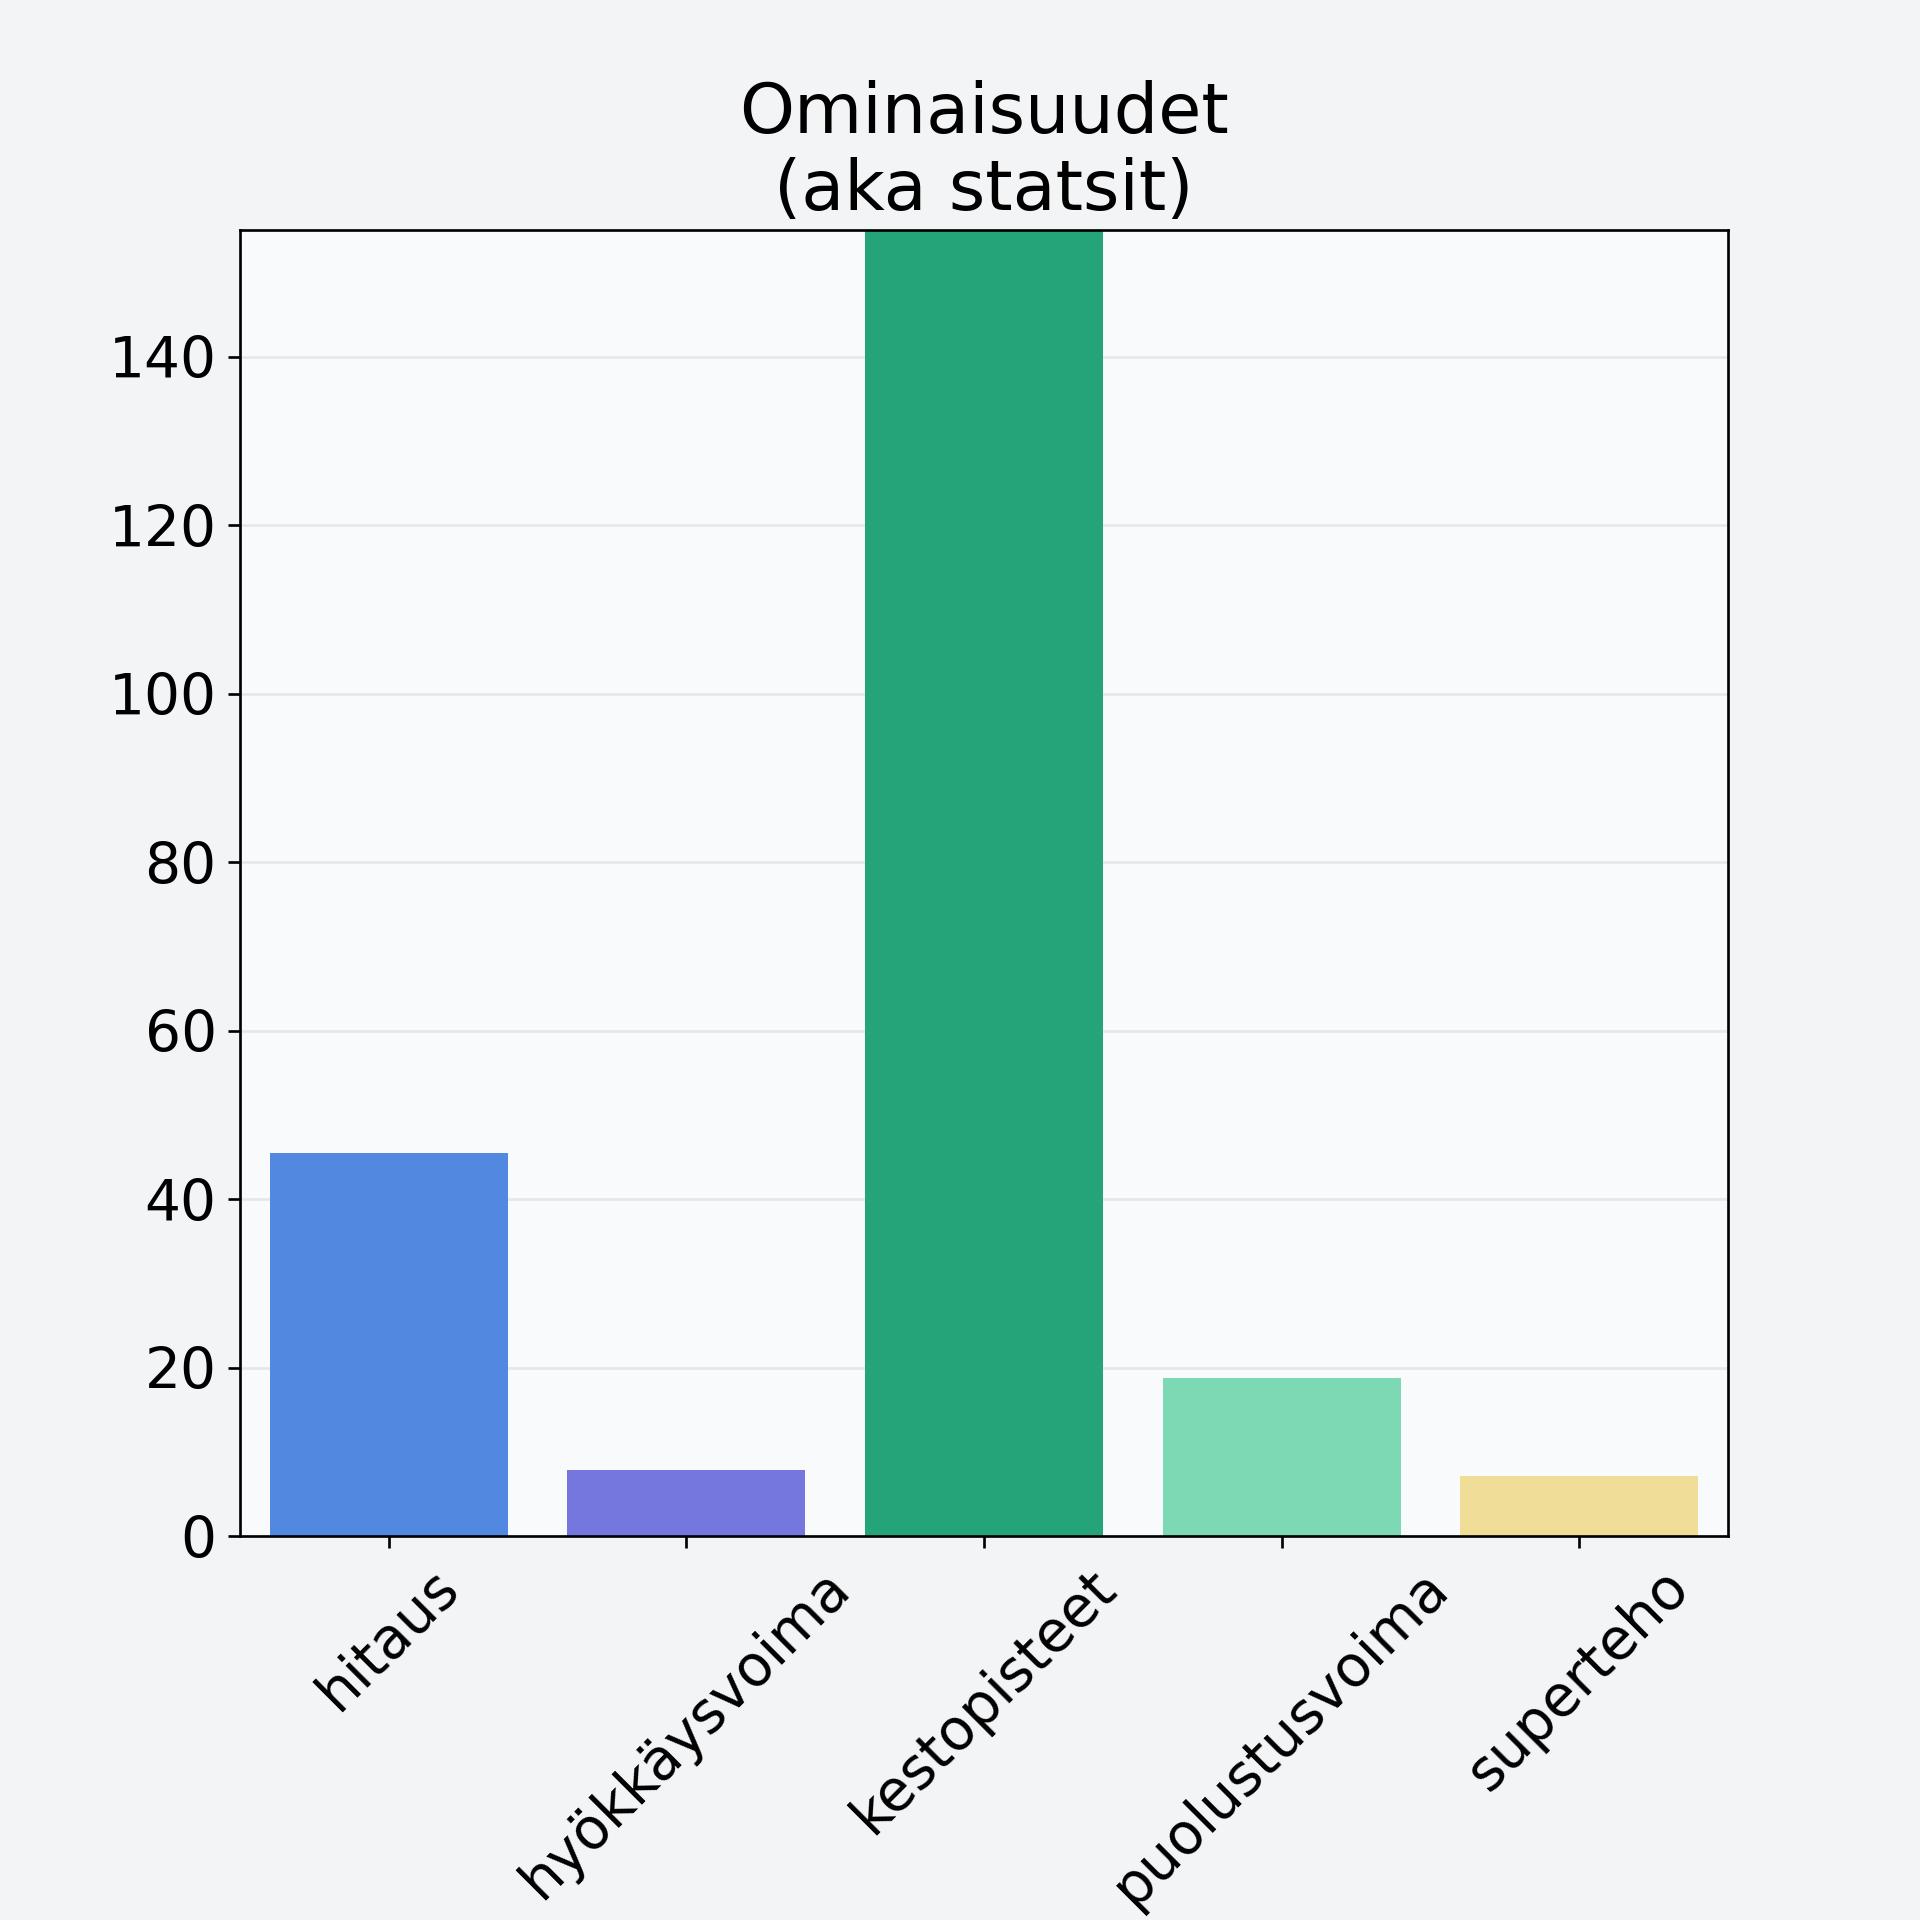 Ominaisuudet
(aka statsit)
140
120
100
80
60
40
20
0
hitaus
hyökkäysvoima
kestopisteet
puolustusvoima
superteho